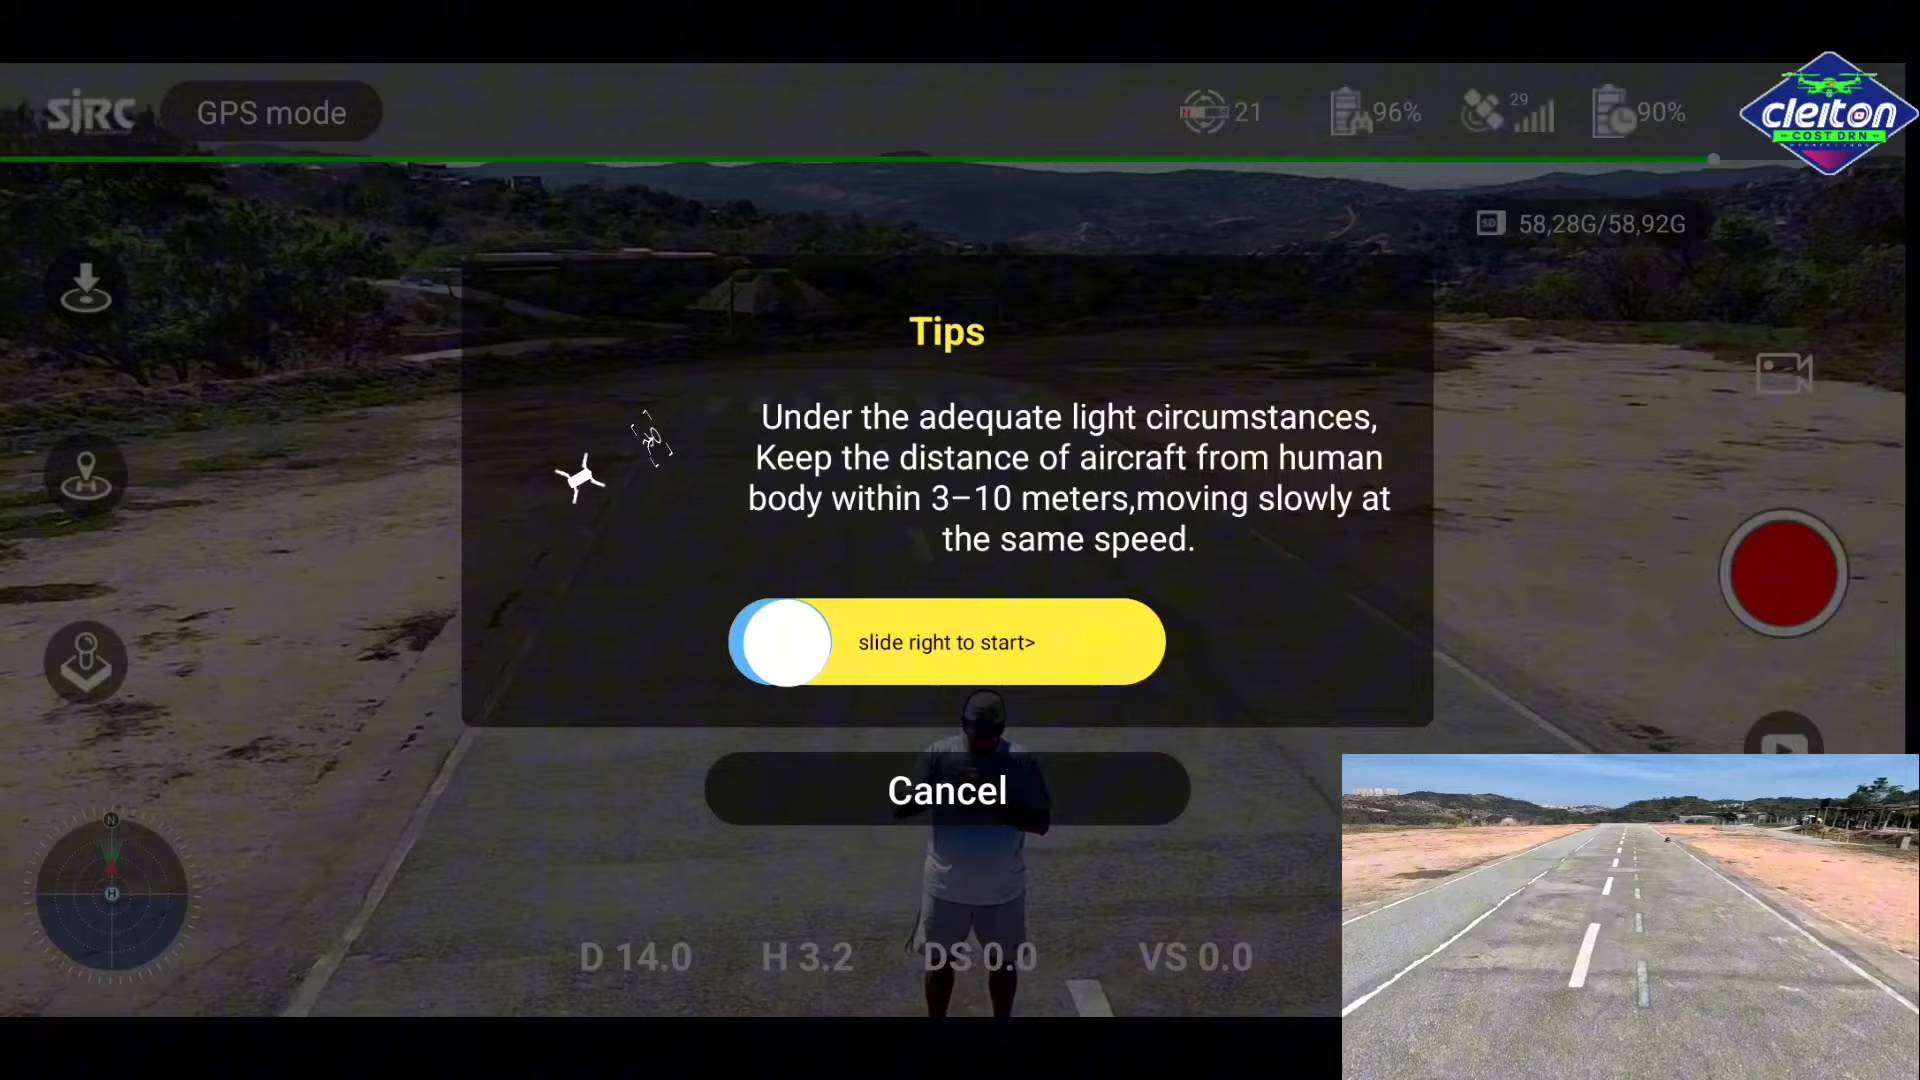 SJRC
GPS mode
21
96%
29
90%
cleiton
COST DRN
58,28G/58,92G
SD
Tips
Under the adequate light circumstances,
Keep the distance of aircraft from human
body within 3–10 meters,moving slowly at
the same speed.
slide right to start>
Cancel
N
H
D 14.0
H 3.2
DS 0.0
VS 0.0